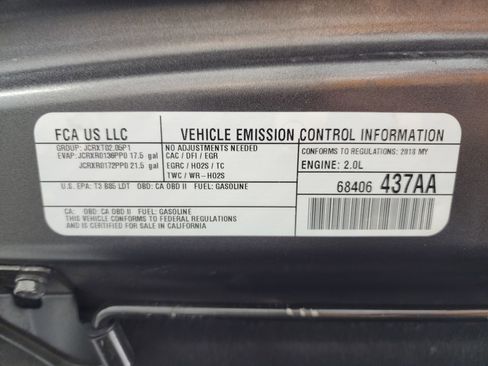 FCA US LLC
VEHICLE EMISSION CONTROL INFORMATION
GROUP: JCRXT02.05P1
EVAP: JCRXR0136PP0 17.5 gal
JCRXR0172PP0 21.5 gal
NO ADJUSTMENTS NEEDED
CAC / DFI / EGR
EGRC / HO2S / TC
TWC / WR-HO2S
CONFORMS TO REGULATIONS: 2018 MY
ENGINE: 2.0L
U.S. EPA: T3 B85 LDT OBD: CA OBD II FUEL: GASOLINE
68406 437AA
CA: OBD: CA OBD II FUEL: GASOLINE
THIS VEHICLE CONFORMS TO FEDERAL REGULATIONS
AND IS CERTIFIED FOR SALE IN CALIFORNIA